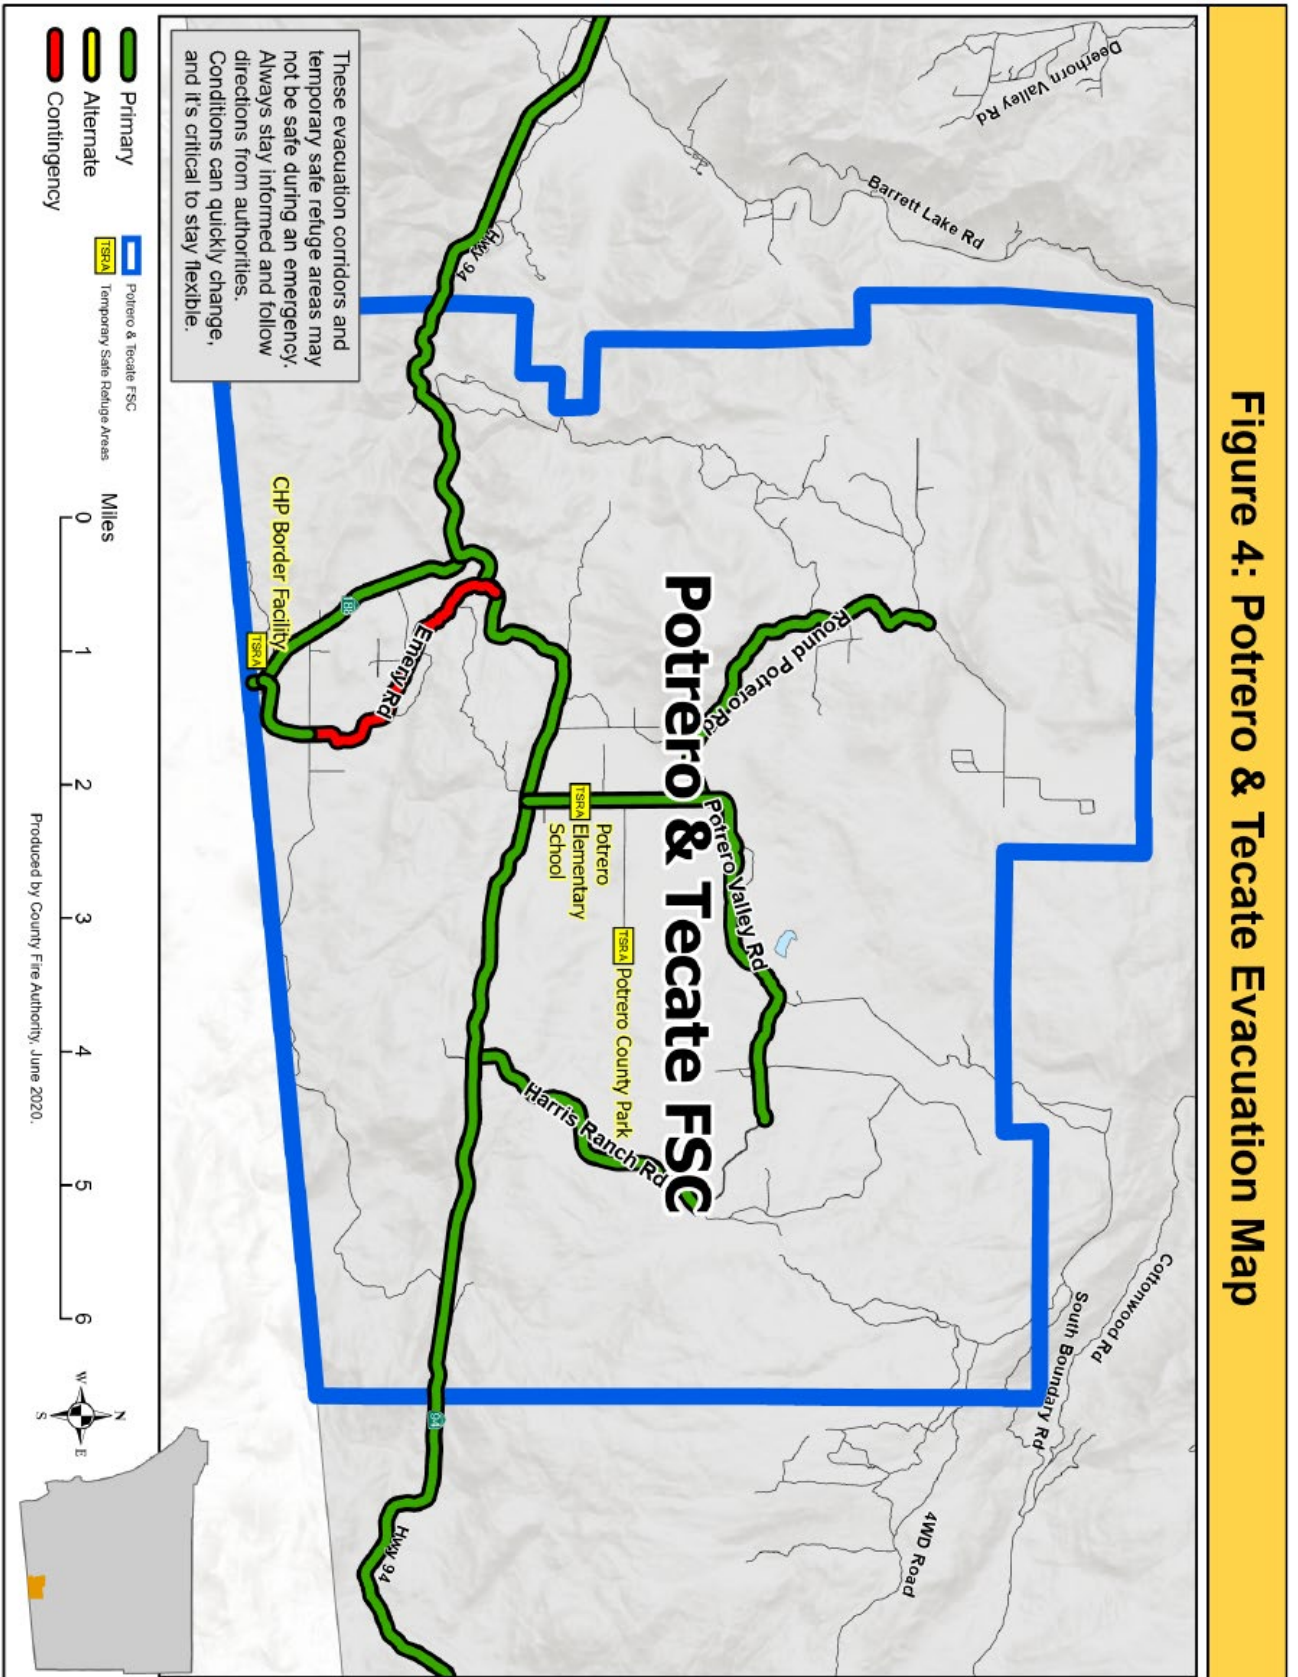 Figure 4: Potrero & Tecate Evacuation Map
Deerhorn Valley Rd
Barrett Lake Rd
Cottonwood Rd
South Boundary Rd
4WD Road
Round Potrero Rd
Potrero Valley Rd
Potrero & Tecate FSC
TSRA
Potrero County Park
Harris Ranch Rd
TSRA
Potrero
Elementary
School
Hwy 94
Emery Rd
188
CHP Border Facility
TSRA
94
Hwy 94
These evacuation corridors and
temporary safe refuge areas may
not be safe during an emergency.
Always stay informed and follow
directions from authorities.
Conditions can quickly change,
and it's critical to stay flexible.
Primary
Alternate
Contingency
Potrero & Tecate FSC
TSRA Temporary Safe Refuge Areas
Miles
0 1 2 3 4 5 6
Produced by County Fire Authority, June 2020.
N
W E
S